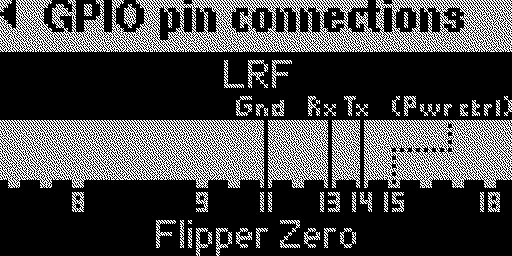 GPIO pin connections
LRF
Gnd Rx Tx (Pwr ctrl)
8 9 11 13 14 15 18
Flipper Zero